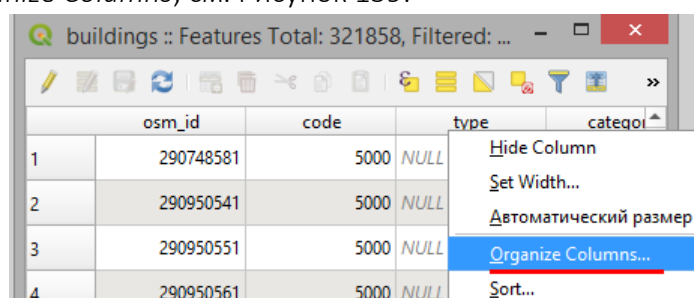 buildings :: Features Total: 321858, Filtered: ...
osm_id code type
1 290748581 5000 NULL
2 290950541 5000 NULL
3 290950551 5000 NULL
4 290950561 5000 NULL
Hide Column
Set Width...
Автоматический размер
Organize Columns...
Sort...